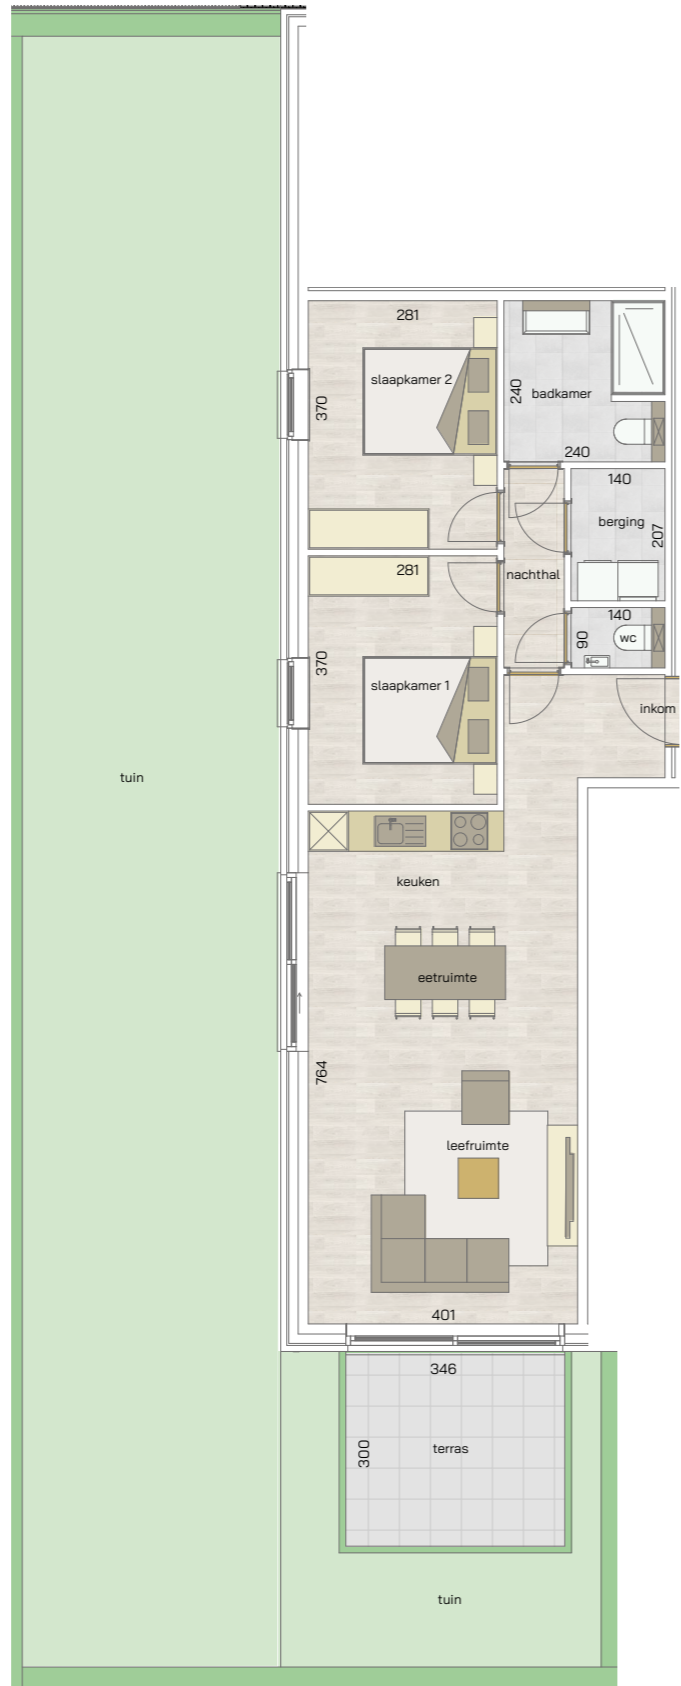 281
slaapkamer 2
370
240
badkamer
240
140
berging
207
281
nachthal
140
90
wc
370
slaapkamer 1
inkom
tuin
keuken
eetruimte
764
leefruimte
401
346
300
terras
tuin